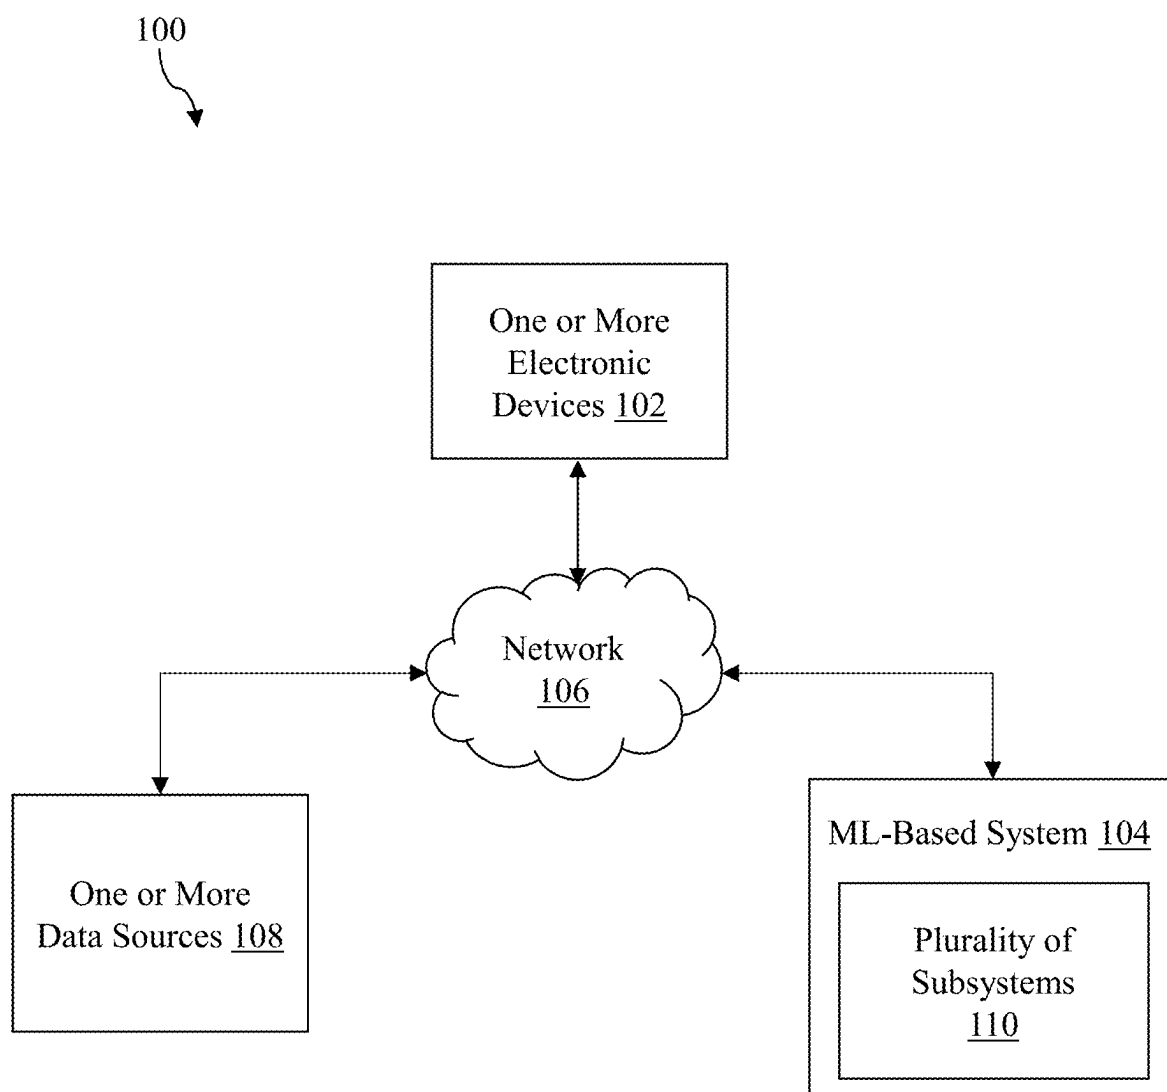 100
One or More
Electronic
Devices 102
Network
106
One or More
Data Sources 108
ML-Based System 104
Plurality of
Subsystems
110